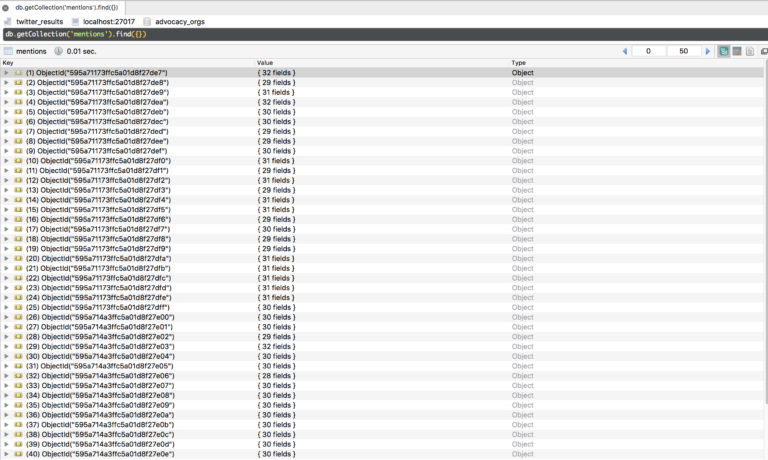 db.getCollection('mentions').find({})
twitter_results localhost:27017 advocacy_orgs
db.getCollection('mentions').find({})
mentions 0.01 sec. 0 50
Key Value Type
(1) ObjectId("595a71173ffc5a01d8f27de7") { 32 fields } Object
(2) ObjectId("595a71173ffc5a01d8f27de8") { 29 fields } Object
(3) ObjectId("595a71173ffc5a01d8f27de9") { 31 fields } Object
(4) ObjectId("595a71173ffc5a01d8f27dea") { 32 fields } Object
(5) ObjectId("595a71173ffc5a01d8f27deb") { 30 fields } Object
(6) ObjectId("595a71173ffc5a01d8f27dec") { 30 fields } Object
(7) ObjectId("595a71173ffc5a01d8f27ded") { 29 fields } Object
(8) ObjectId("595a71173ffc5a01d8f27dee") { 29 fields } Object
(9) ObjectId("595a71173ffc5a01d8f27def") { 30 fields } Object
(10) ObjectId("595a71173ffc5a01d8f27df0") { 31 fields } Object
(11) ObjectId("595a71173ffc5a01d8f27df1") { 29 fields } Object
(12) ObjectId("595a71173ffc5a01d8f27df2") { 31 fields } Object
(13) ObjectId("595a71173ffc5a01d8f27df3") { 29 fields } Object
(14) ObjectId("595a71173ffc5a01d8f27df4") { 31 fields } Object
(15) ObjectId("595a71173ffc5a01d8f27df5") { 31 fields } Object
(16) ObjectId("595a71173ffc5a01d8f27df6") { 29 fields } Object
(17) ObjectId("595a71173ffc5a01d8f27df7") { 30 fields } Object
(18) ObjectId("595a71173ffc5a01d8f27df8") { 29 fields } Object
(19) ObjectId("595a71173ffc5a01d8f27df9") { 29 fields } Object
(20) ObjectId("595a71173ffc5a01d8f27dfa") { 31 fields } Object
(21) ObjectId("595a71173ffc5a01d8f27dfb") { 31 fields } Object
(22) ObjectId("595a71173ffc5a01d8f27dfc") { 31 fields } Object
(23) ObjectId("595a71173ffc5a01d8f27dfd") { 31 fields } Object
(24) ObjectId("595a71173ffc5a01d8f27dfe") { 31 fields } Object
(25) ObjectId("595a71173ffc5a01d8f27dff") { 30 fields } Object
(26) ObjectId("595a714a3ffc5a01d8f27e00") { 30 fields } Object
(27) ObjectId("595a714a3ffc5a01d8f27e01") { 30 fields } Object
(28) ObjectId("595a714a3ffc5a01d8f27e02") { 29 fields } Object
(29) ObjectId("595a714a3ffc5a01d8f27e03") { 32 fields } Object
(30) ObjectId("595a714a3ffc5a01d8f27e04") { 30 fields } Object
(31) ObjectId("595a714a3ffc5a01d8f27e05") { 30 fields } Object
(32) ObjectId("595a714a3ffc5a01d8f27e06") { 28 fields } Object
(33) ObjectId("595a714a3ffc5a01d8f27e07") { 30 fields } Object
(34) ObjectId("595a714a3ffc5a01d8f27e08") { 30 fields } Object
(35) ObjectId("595a714a3ffc5a01d8f27e09") { 30 fields } Object
(36) ObjectId("595a714a3ffc5a01d8f27e0a") { 30 fields } Object
(37) ObjectId("595a714a3ffc5a01d8f27e0b") { 30 fields } Object
(38) ObjectId("595a714a3ffc5a01d8f27e0c") { 30 fields } Object
(39) ObjectId("595a714a3ffc5a01d8f27e0d") { 30 fields } Object
(40) ObjectId("595a714a3ffc5a01d8f27e0e") { 30 fields } Object